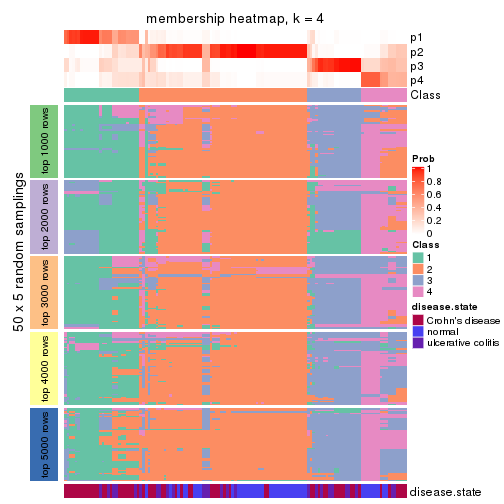 membership heatmap, k = 4
p1
p2
p3
p4
Class
50 x 5 random samplings
top 1000 rows
top 2000 rows
top 3000 rows
top 4000 rows
top 5000 rows
Prob
1
0.8
0.6
0.4
0.2
0
Class
1
2
3
4
disease.state
Crohn's disease
normal
ulcerative colitis
disease.state